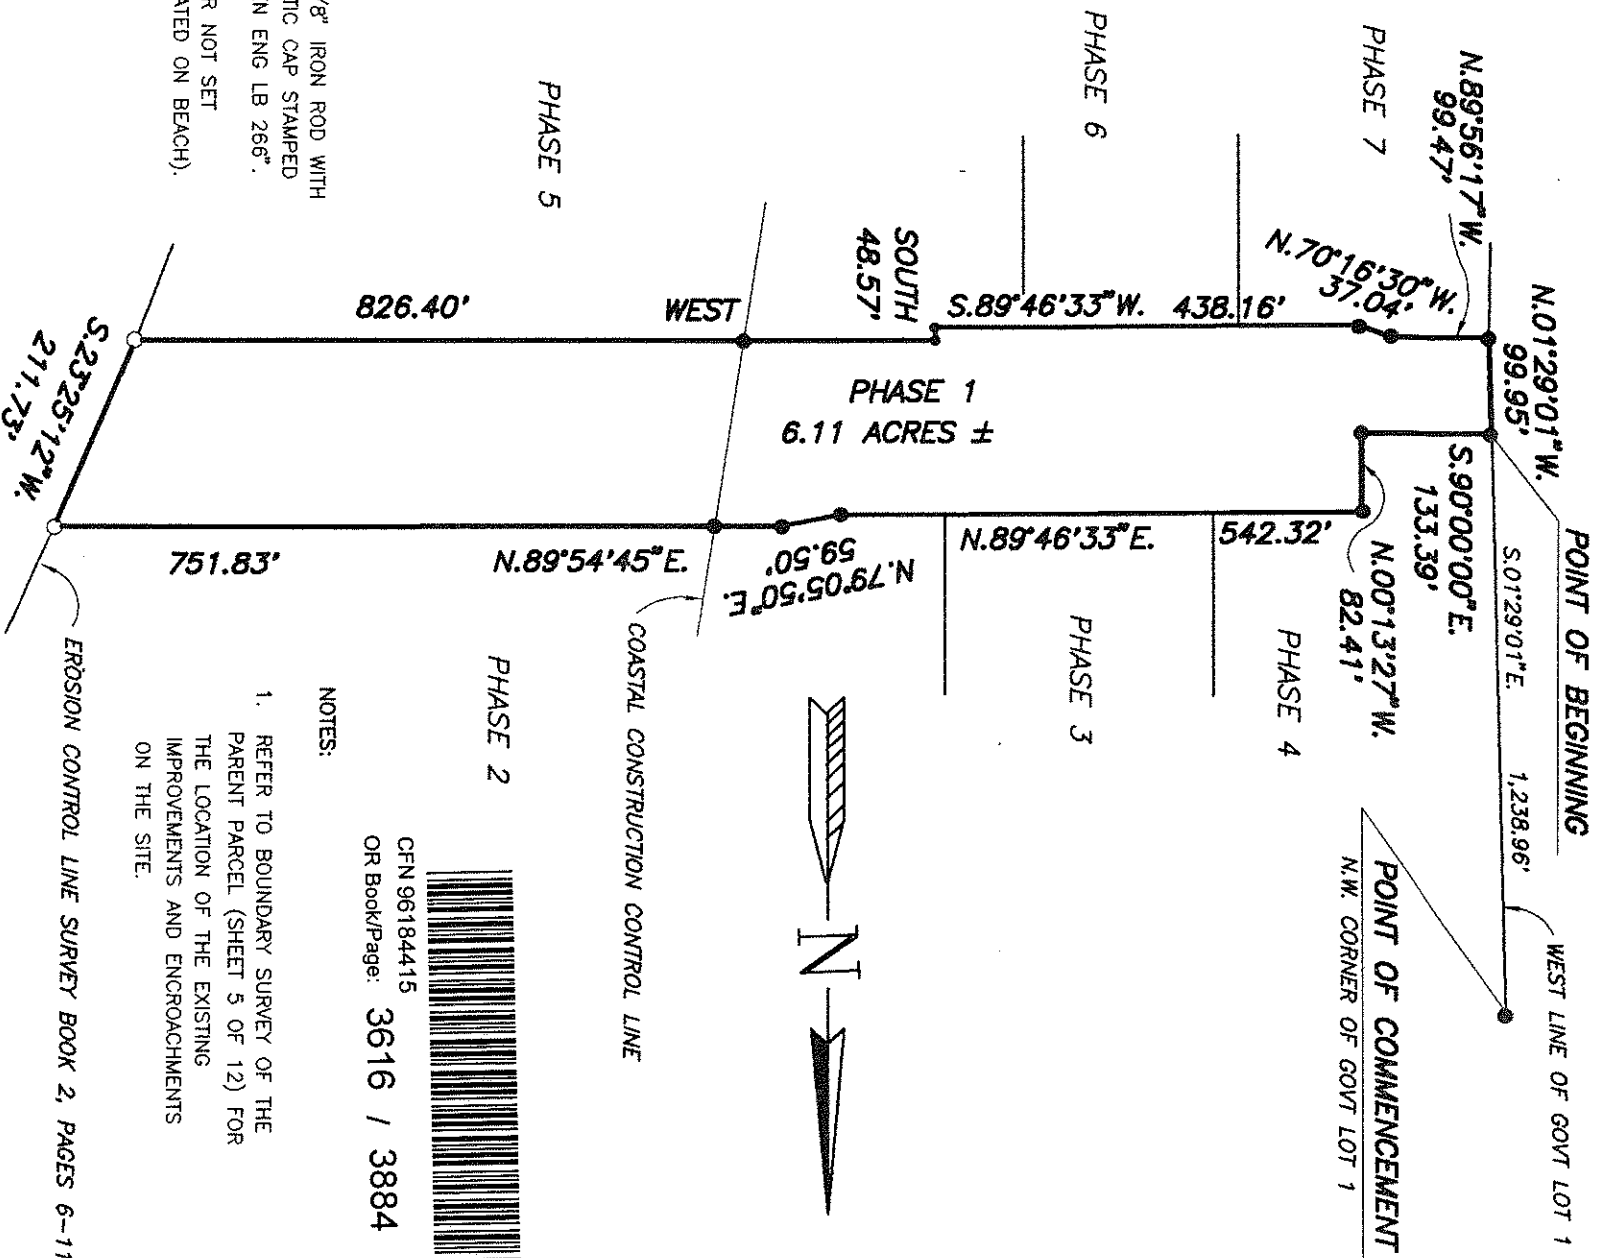 WEST LINE OF GOVT LOT 1
POINT OF BEGINNING
S.01°29'01"E. 1,238.96'
POINT OF COMMENCEMENT
N.W. CORNER OF GOVT LOT 1
N.01°29'01"W.
99.95'
N.89°56'17"W.
99.47'
S.90°00'00"E.
133.39'
N.00°13'27"W.
82.41'
PHASE 7
N.70°16'30"W.
37.04'
PHASE 4
PHASE 6
S.89°46'33"W. 438.16'
N.89°46'33"E. 542.32'
PHASE 3
SOUTH
48.57'
PHASE 1
6.11 ACRES ±
N.79°05'50"E.
59.50'
N
COASTAL CONSTRUCTION CONTROL LINE
PHASE 5
826.40' WEST
751.83' N.89°54'45"E.
PHASE 2
CFN 96184415
OR Book/Page: 3616 / 3884
NOTES:
1. REFER TO BOUNDARY SURVEY OF THE
PARENT PARCEL (SHEET 5 OF 12) FOR
THE LOCATION OF THE EXISTING
IMPROVEMENTS AND ENCROACHMENTS
ON THE SITE.
/8" IRON ROD WITH
TIC CAP STAMPED
N ENG LB 266".
R NOT SET
ATED ON BEACH).
S.23°25'12"W.
211.73'
EROSION CONTROL LINE SURVEY BOOK 2, PAGES 6-11